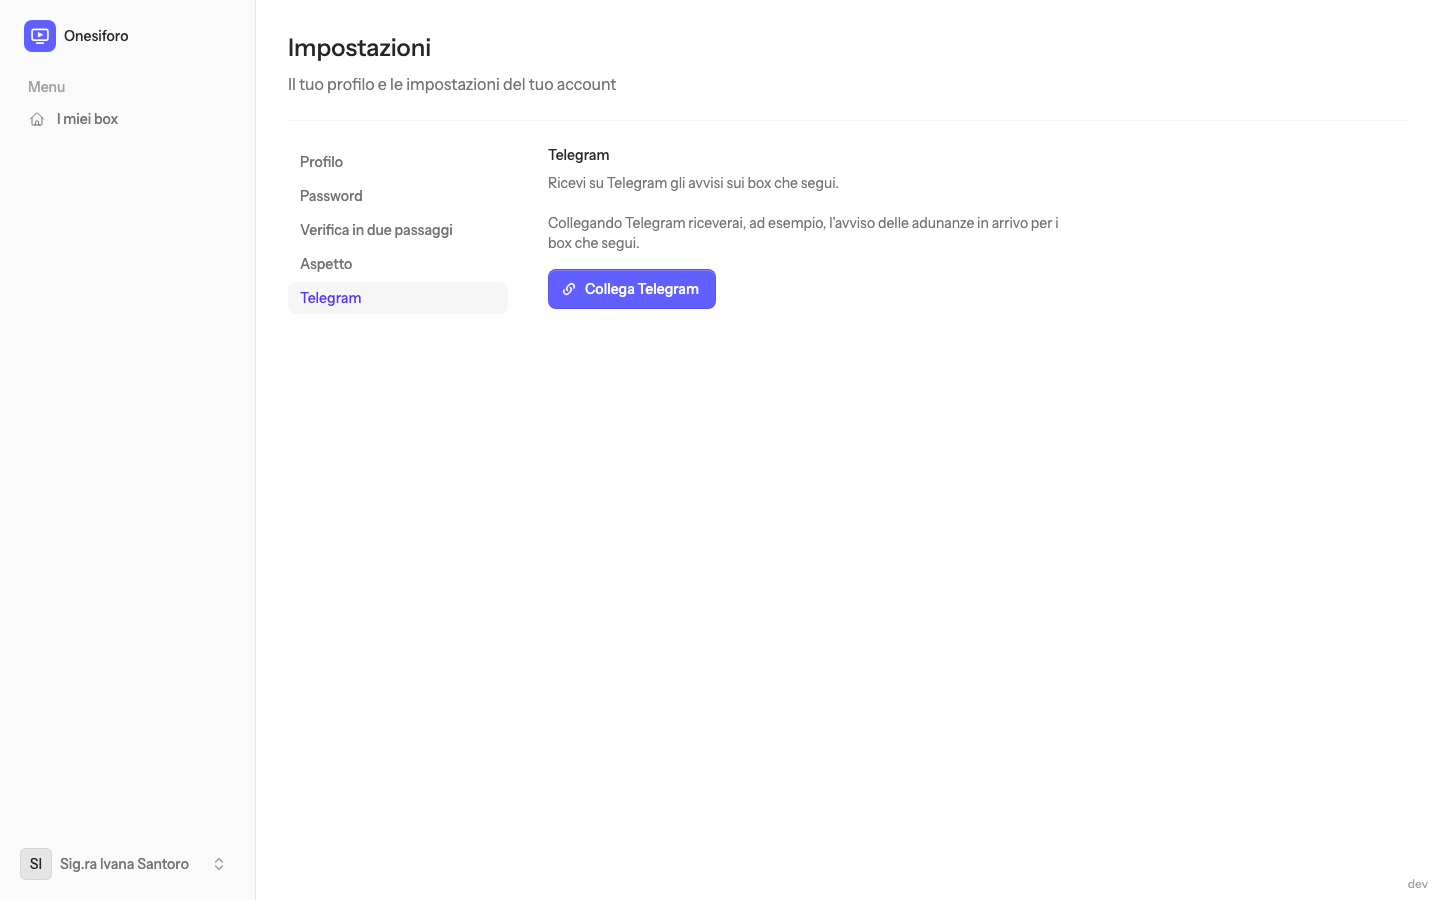 Onesiforo
Menu
I miei box
Impostazioni
Il tuo profilo e le impostazioni del tuo account
Profilo
Password
Verifica in due passaggi
Aspetto
Telegram
Telegram
Ricevi su Telegram gli avvisi sui box che segui.
Collegando Telegram riceverai, ad esempio, l'avviso delle adunanze in arrivo per i
box che segui.
Collega Telegram
SI
Sig.ra Ivana Santoro
dev